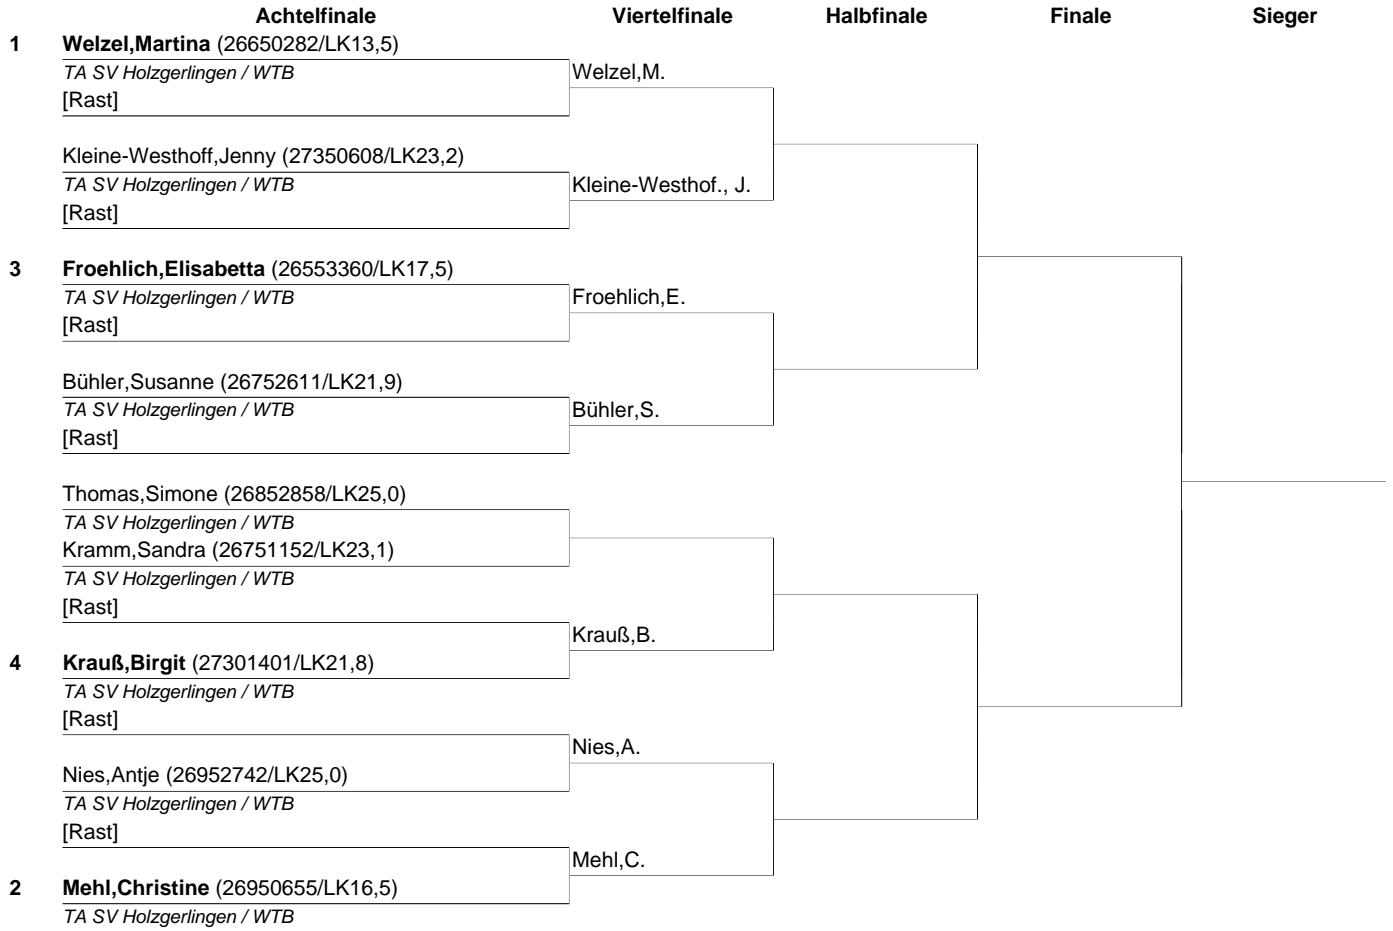 Achtelfinale Viertelfinale Halbfinale Finale Sieger
1 Welzel,Martina (26650282/LK13,5)
TA SV Holzgerlingen / WTB Welzel,M.
[Rast]
Kleine-Westhoff,Jenny (27350608/LK23,2)
TA SV Holzgerlingen / WTB Kleine-Westhof., J.
[Rast]
3 Froehlich,Elisabetta (26553360/LK17,5)
TA SV Holzgerlingen / WTB Froehlich,E.
[Rast]
Bühler,Susanne (26752611/LK21,9)
TA SV Holzgerlingen / WTB Bühler,S.
[Rast]
Thomas,Simone (26852858/LK25,0)
TA SV Holzgerlingen / WTB
Kramm,Sandra (26751152/LK23,1)
TA SV Holzgerlingen / WTB
[Rast]
Krauß,B.
4 Krauß,Birgit (27301401/LK21,8)
TA SV Holzgerlingen / WTB
[Rast]
Nies,A.
Nies,Antje (26952742/LK25,0)
TA SV Holzgerlingen / WTB
[Rast]
Mehl,C.
2 Mehl,Christine (26950655/LK16,5)
TA SV Holzgerlingen / WTB